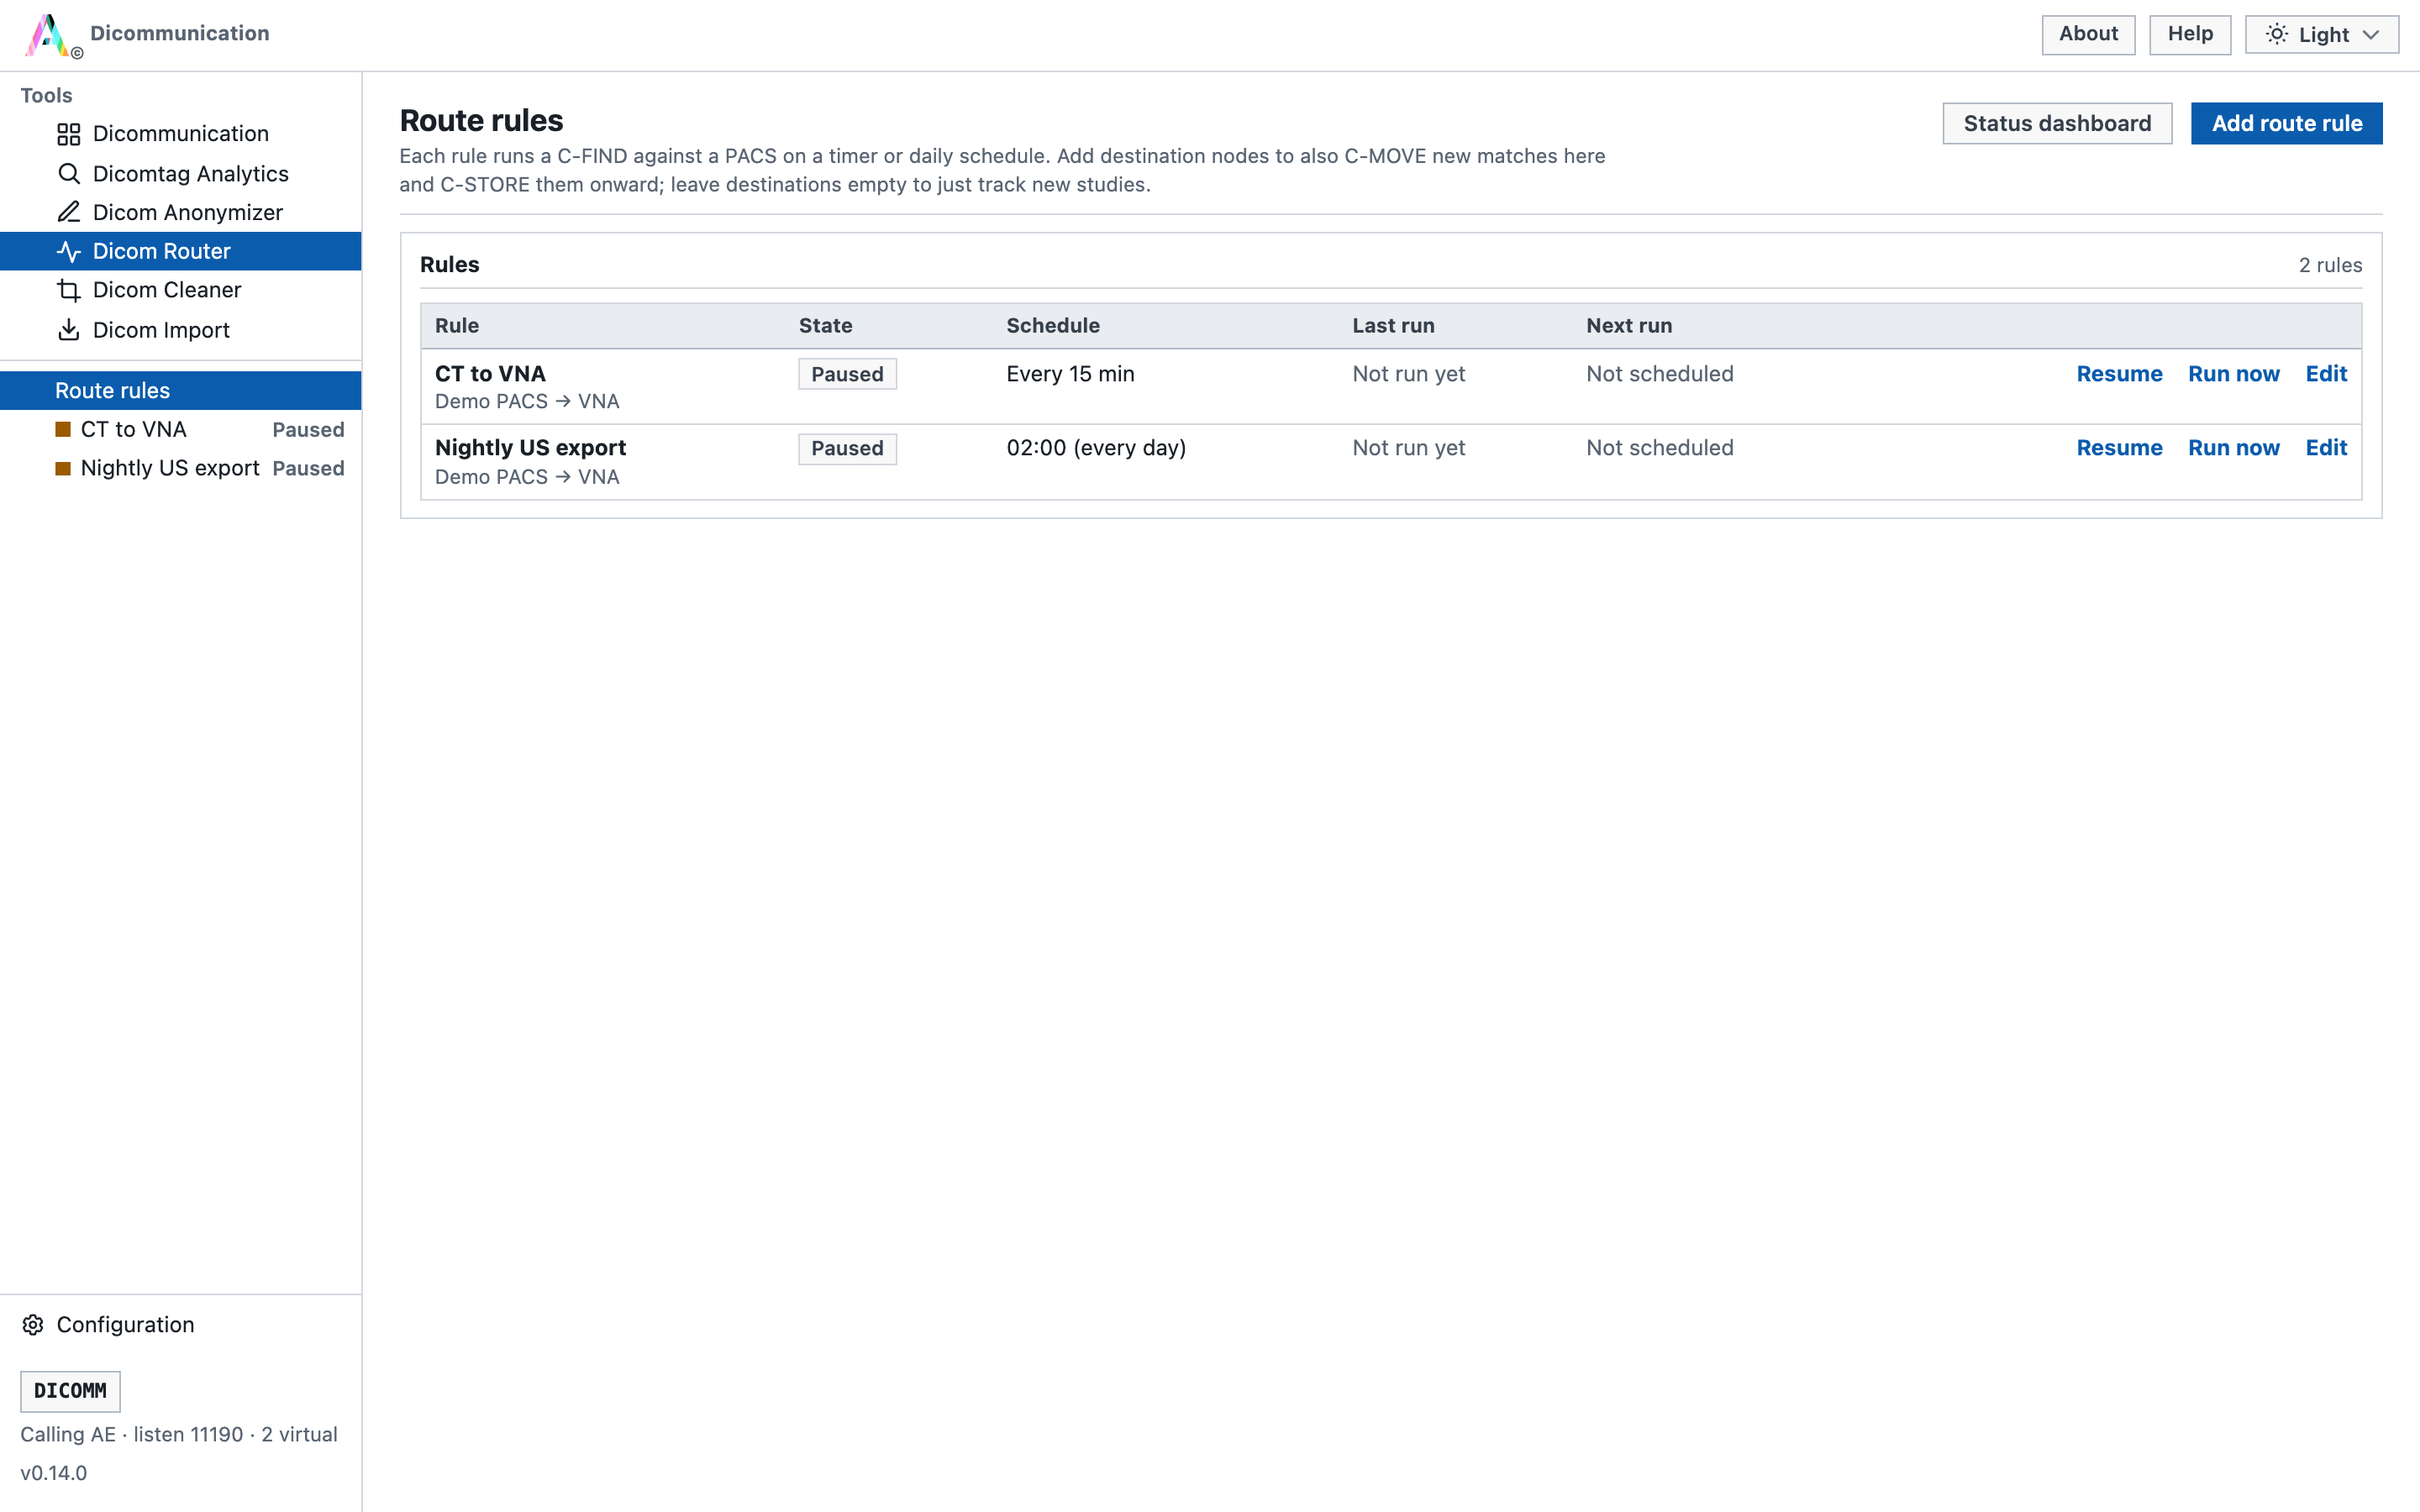 Dicommunication
About
Help
Light
Tools
Dicommunication
Dicomtag Analytics
Dicom Anonymizer
Dicom Router
Dicom Cleaner
Dicom Import
Route rules
CT to VNA Paused
Nightly US export Paused
Configuration
DICOMM
Calling AE · listen 11190 · 2 virtual
v0.14.0
Route rules
Status dashboard
Add route rule
Each rule runs a C-FIND against a PACS on a timer or daily schedule. Add destination nodes to also C-MOVE new matches here
and C-STORE them onward; leave destinations empty to just track new studies.
Rules
2 rules
Rule State Schedule Last run Next run
CT to VNA Paused Every 15 min Not run yet Not scheduled Resume Run now Edit
Demo PACS → VNA
Nightly US export Paused 02:00 (every day) Not run yet Not scheduled Resume Run now Edit
Demo PACS → VNA